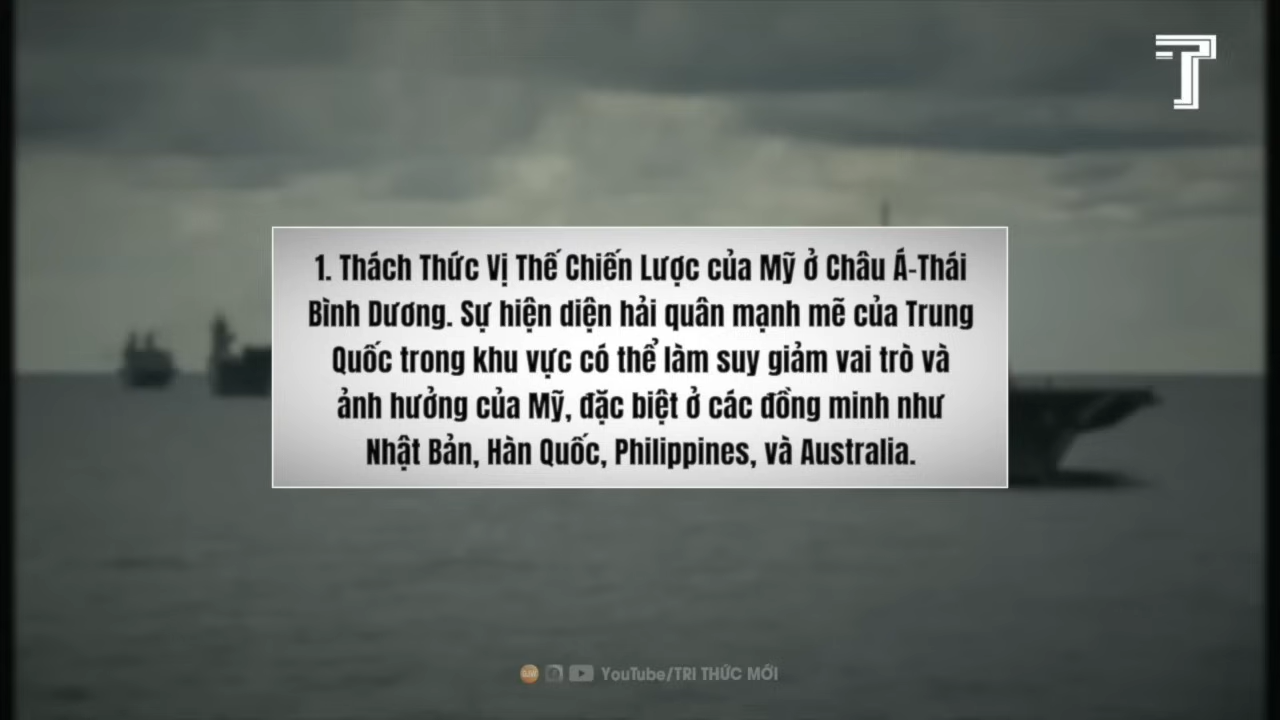 1. Thách Thức Vị Thế Chiến Lược của Mỹ ở Châu Á-Thái
Bình Dương. Sự hiện diện hải quân mạnh mẽ của Trung
Quốc trong khu vực có thể làm suy giảm vai trò và
ảnh hưởng của Mỹ, đặc biệt ở các đồng minh như
Nhật Bản, Hàn Quốc, Philippines, và Australia.
YouTube/TRI THỨC MỚI